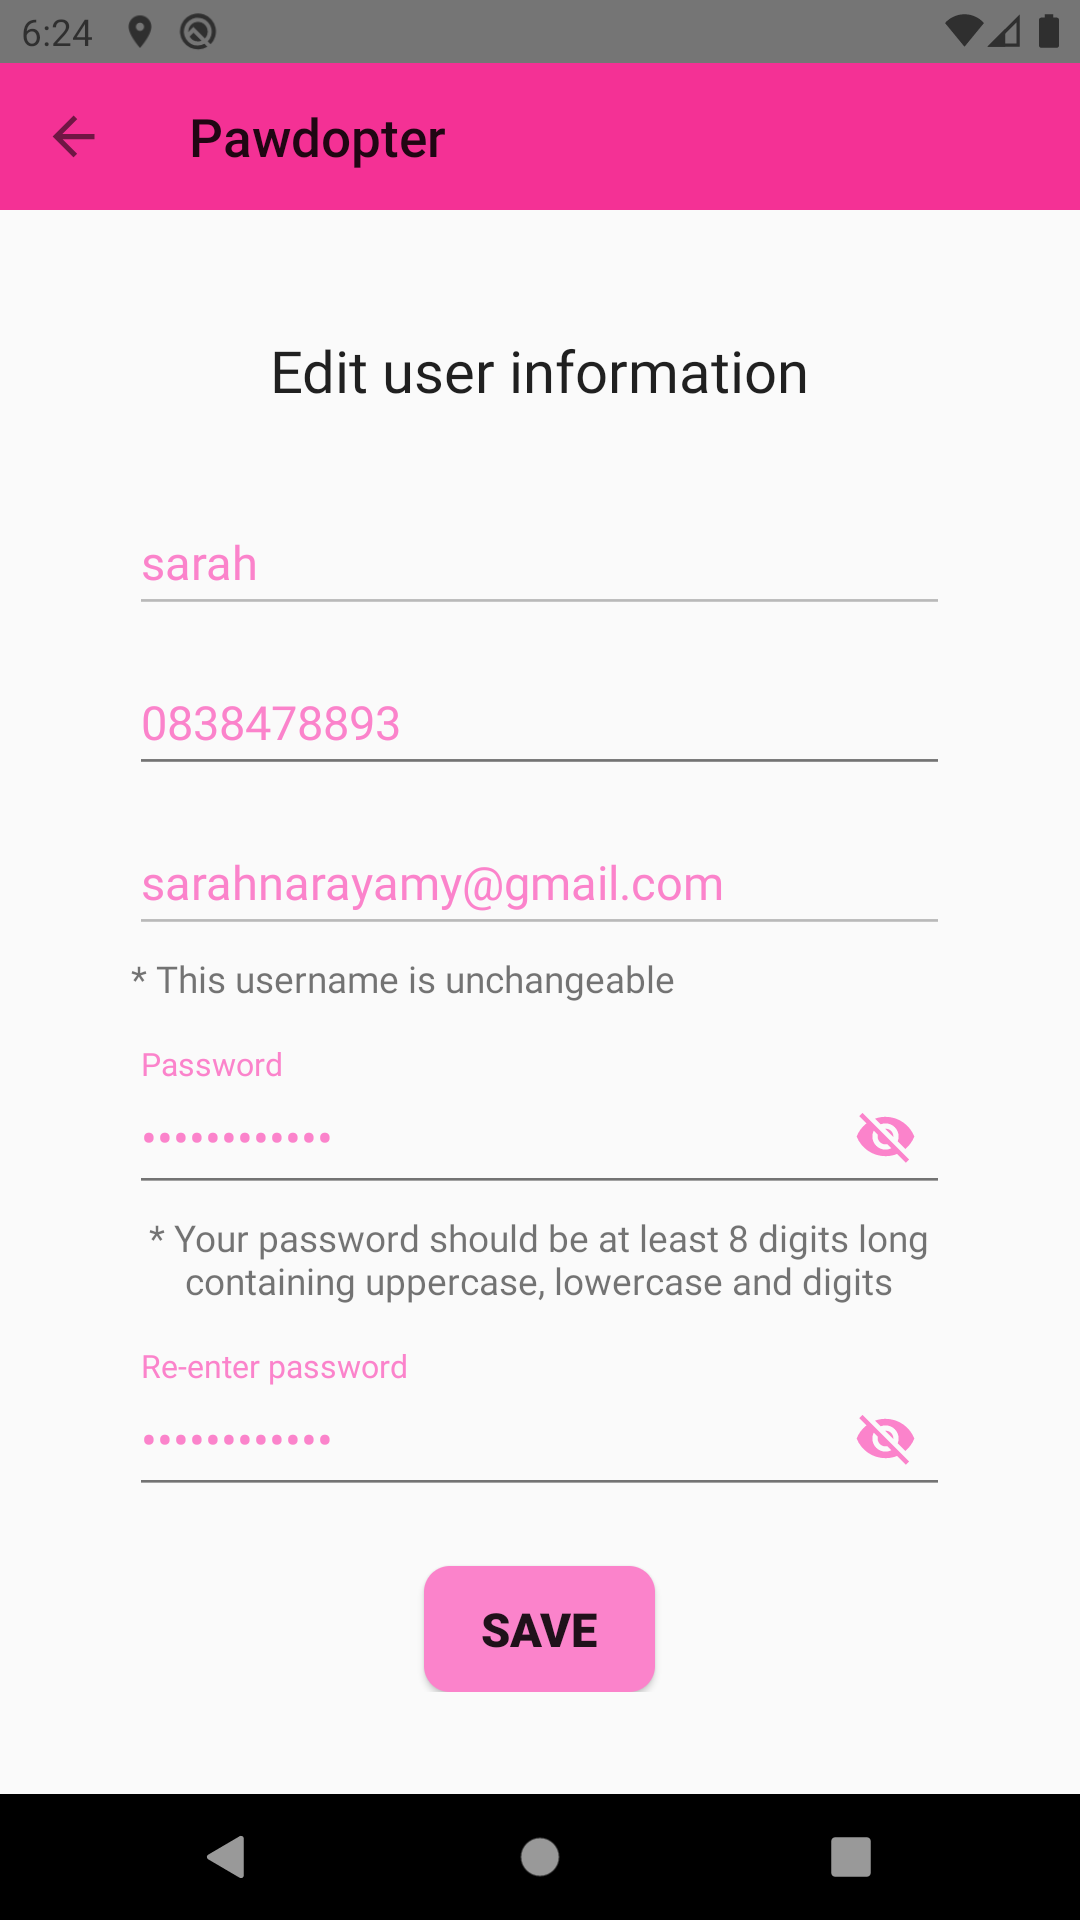 6:24
Pawdopter
Edit user information
sarah
0838478893
sarahnarayamy@gmail.com
* This username is unchangeable
Password
••••••••••••
* Your password should be at least 8 digits long
containing uppercase, lowercase and digits
Re-enter password
••••••••••••
SAVE